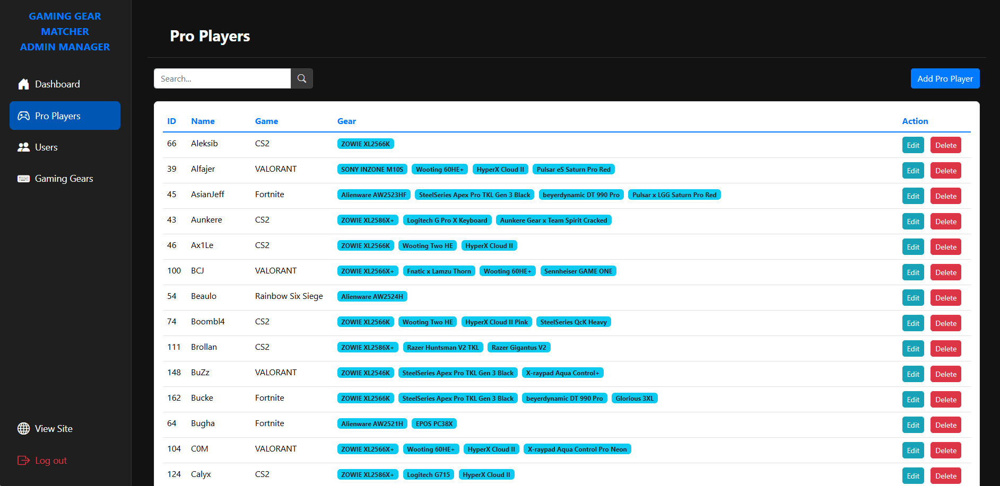 GAMING GEAR
MATCHER
ADMIN MANAGER
Dashboard
Pro Players
Users
Gaming Gears
View Site
Log out
Pro Players
Search...
Add Pro Player
ID Name Game Gear Action
66 Aleksib CS2 ZOWIE XL2566K Edit Delete
39 Alfajer VALORANT SONY INZONE M10S Wooting 60HE+ HyperX Cloud II Pulsar eS Saturn Pro Red Edit Delete
45 AsianJeff Fortnite Alienware AW2523HF SteelSeries Apex Pro TKL Gen 3 Black beyerdynamic DT 990 Pro Pulsar x LGG Saturn Pro Red Edit Delete
43 Aunkere CS2 ZOWIE XL2586X+ Logitech G Pro X Keyboard Aunkere Gear x Team Spirit Cracked Edit Delete
46 Ax1Le CS2 ZOWIE XL2566K Wooting Two HE HyperX Cloud II Edit Delete
100 BCJ VALORANT ZOWIE XL2566X+ Fnatic x Lamzu Thorn Wooting 60HE+ Sennheiser GAME ONE Edit Delete
54 Beaulo Rainbow Six Siege Alienware AW2524H Edit Delete
74 Boombl4 CS2 ZOWIE XL2566K Wooting Two HE HyperX Cloud II Pink SteelSeries QcK Heavy Edit Delete
111 Brollan CS2 ZOWIE XL2586X+ Razer Huntsman V2 TKL Razer Gigantus V2 Edit Delete
148 BuZz VALORANT ZOWIE XL2546K SteelSeries Apex Pro TKL Gen 3 Black X-raypad Aqua Control+ Edit Delete
162 Bucke Fortnite ZOWIE XL2566K SteelSeries Apex Pro TKL Gen 3 Black beyerdynamic DT 990 Pro Glorious 3XL Edit Delete
64 Bugha Fortnite Alienware AW2521H EPOS PC38X Edit Delete
104 C0M VALORANT ZOWIE XL2566X+ Wooting 60HE+ HyperX Cloud II X-raypad Aqua Control Pro Neon Edit Delete
124 Calyx CS2 ZOWIE XL2586X+ Logitech G715 HyperX Cloud II Edit Delete